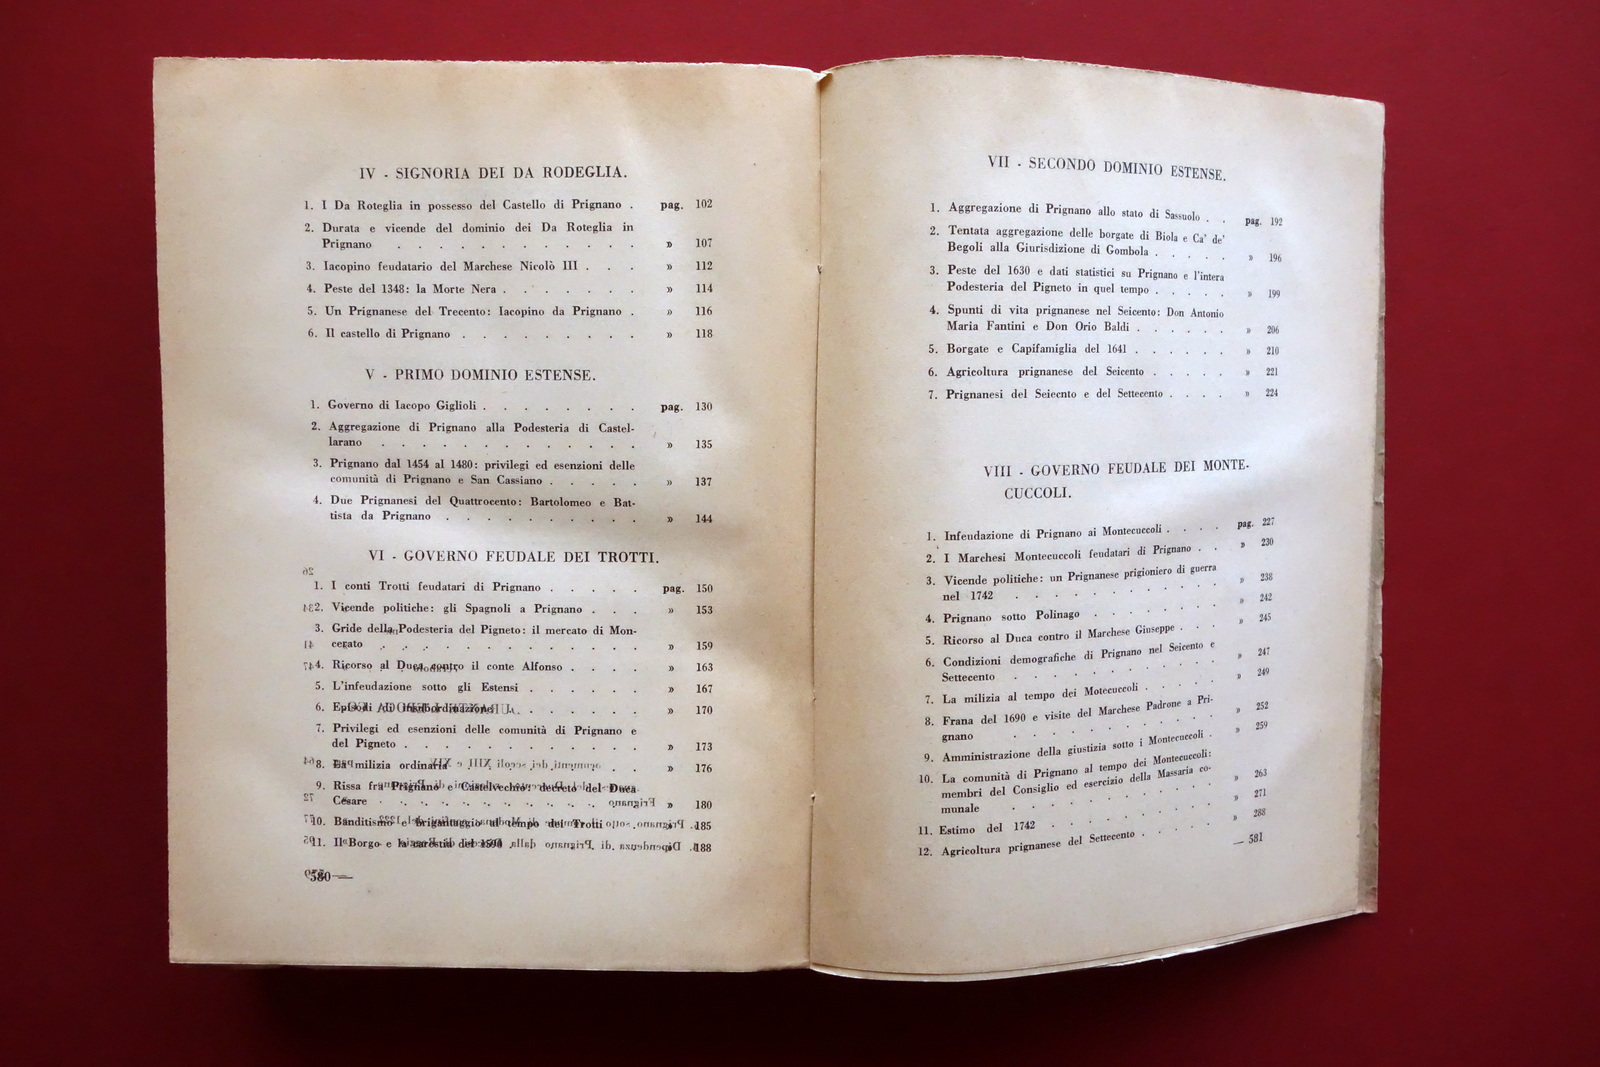 IV - SIGNORIA DEI DA RODEGLIA.
1. I Da Roteglia in possesso del Castello di Prignano . pag. 102
2. Durata e vicende del dominio dei Da Roteglia in
Prignano . . . . . . . . . . . . » 107
3. Iacopino feudatario del Marchese Nicolò III . . . » 112
4. Peste del 1348: la Morte Nera . . . . . . . » 114
5. Un Prignanese del Trecento: Iacopino da Prignano . » 116
6. Il castello di Prignano . . . . . . . . . » 118
V - PRIMO DOMINIO ESTENSE.
1. Governo di Iacopo Giglioli . . . . . . . . pag. 130
2. Aggregazione di Prignano alla Podesteria di Castel-
larano . . . . . . . . . . . . . » 135
3. Prignano dal 1454 al 1480: privilegi ed esenzioni delle
comunità di Prignano e San Cassiano . . . . . » 137
4. Due Prignanesi del Quattrocento: Bartolomeo e Bat-
tista da Prignano . . . . . . . . . . » 144
VI - GOVERNO FEUDALE DEI TROTTI.
1. I conti Trotti feudatari di Prignano . . . . . pag. 150
2. Vicende politiche: gli Spagnoli a Prignano . . . » 153
3. Gride della Podesteria del Pigneto: il mercato di Mon-
cerato . . . . . . . . . . . . . » 159
4. Ricorso al Duca contro il conte Alfonso . . . . » 163
5. L'infeudazione sotto gli Estensi . . . . . . » 167
6. Episodi di insubordinazione . . . . . . . » 170
7. Privilegi ed esenzioni delle comunità di Prignano e
del Pigneto . . . . . . . . . . . . » 173
8. La milizia ordinaria . . » 176
9. Rissa fra Prignano e Castelvecchio: decreto del Duca
Cesare . . . . . . . . . . . . » 180
10. Banditismo e brigantaggio al tempo dei Trotti . . 185
11. Il Borgo e la carestia del 1590 . . 188
580 —
VII - SECONDO DOMINIO ESTENSE.
1. Aggregazione di Prignano allo stato di Sassuolo . . pag. 192
2. Tentata aggregazione delle borgate di Biola e Ca' de'
Begoli alla Giurisdizione di Gombola . . . . . » 196
3. Peste del 1630 e dati statistici su Prignano e l'intera
Podesteria del Pigneto in quel tempo . . . . . » 199
4. Spunti di vita prignanese nel Seicento: Don Antonio
Maria Fantini e Don Orio Baldi . . . . . . » 206
5. Borgate e Capifamiglia del 1641 . . . . . . » 210
6. Agricoltura prignanese del Seicento . . . . . » 221
7. Prignanesi del Seiecnto e del Settecento . . . . » 224
VIII - GOVERNO FEUDALE DEI MONTE-
CUCCOLI.
1. Infeudazione di Prignano ai Montecuccoli . . . . pag. 227
2. I Marchesi Montecuccoli feudatari di Prignano . . » 230
3. Vicende politiche: un Prignanese prigioniero di guerra
nel 1742 . . . . . . . . . . . . » 238
4. Prignano sotto Polinago . . . . . . . . » 242
5. Ricorso al Duca contro il Marchese Giuseppe . . . » 245
6. Condizioni demografiche di Prignano nel Seicento e
Settecento . . . . . . . . . . . . » 247
7. La milizia al tempo dei Motecuccoli . . . . . » 249
8. Frana del 1690 e visite del Marchese Padrone a Pri-
gnano . . . . . . . . . . . . » 252
9. Amministrazione della giustizia sotto i Montecuccoli . » 259
10. La comunità di Prignano al tempo dei Montecuccoli:
membri del Consiglio ed esercizio della Massaria co-
munale . . . . . . . . . . . . » 263
11. Estimo del 1742 . . . . . . . . . . » 271
12. Agricoltura prignanese del Settecento . . . . . » 288
— 581